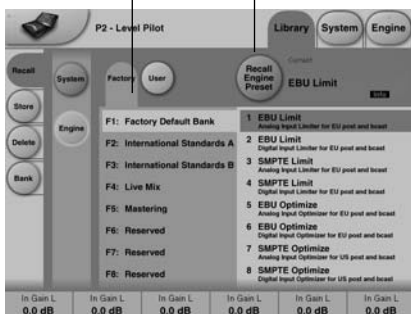 P2 - Level Pilot
Library
System
Engine
Recall
Store
Delete
Bank
System
Engine
Factory
User
Recall Engine Preset
Current
EBU Limit
Info
F1: Factory Default Bank
F2: International Standards A
F3: International Standards B
F4: Live Mix
F5: Mastering
F6: Reserved
F7: Reserved
F8: Reserved
1 EBU Limit
Analog Input Limiter for EU post and bcast
2 EBU Limit
Digital Input Limiter for EU post and bcast
3 SMPTE Limit
Analog Input Limiter for EU post and bcast
4 SMPTE Limit
Digital Input Limiter for EU post and bcast
5 EBU Optimize
Analog Input Optimizer for EU post and bcast
6 EBU Optimize
Digital Input Optimizer for EU post and bcast
7 SMPTE Optimize
Analog Input Optimizer for US post and bcast
8 SMPTE Optimize
Digital Input Optimizer for US post and bcast
In Gain L In Gain L In Gain L In Gain L In Gain L In Gain L
0.0 dB 0.0 dB 0.0 dB 0.0 dB 0.0 dB 0.0 dB